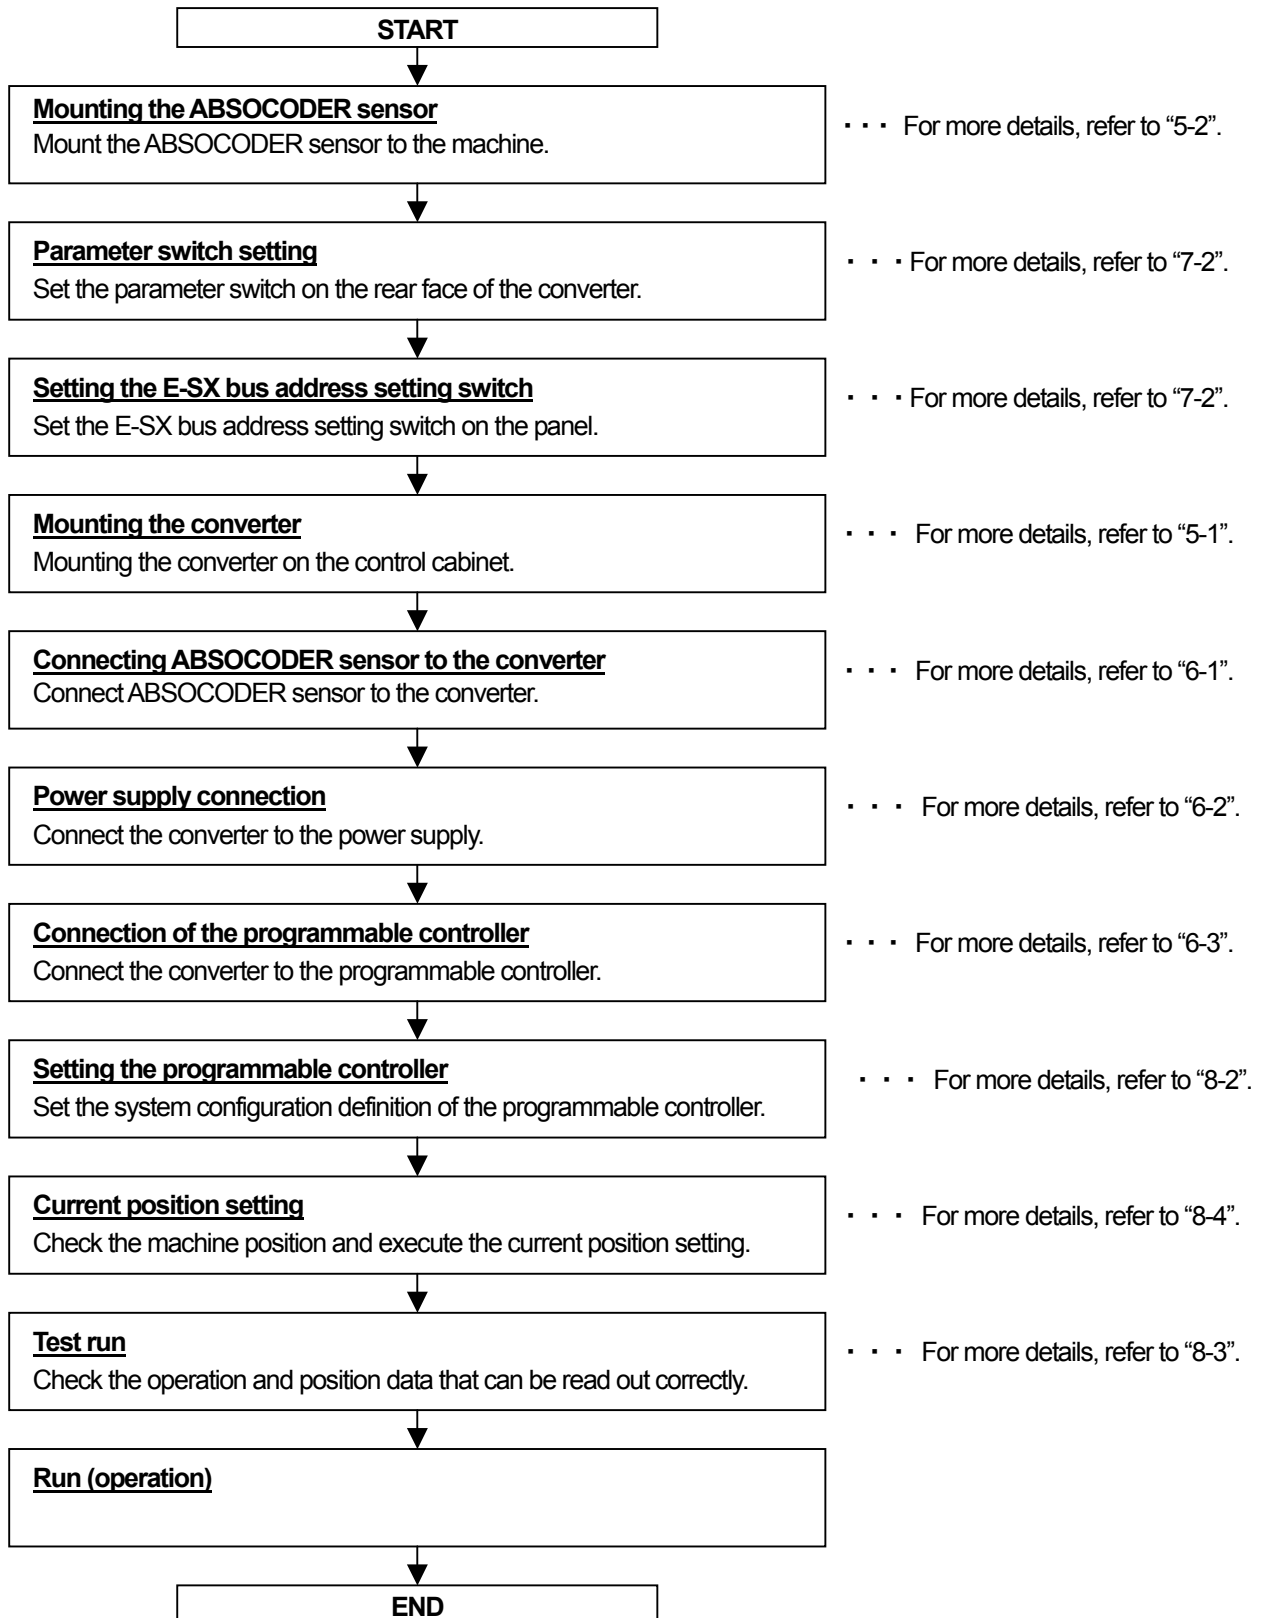 START
Mounting the ABSOCODER sensor
Mount the ABSOCODER sensor to the machine.
・・・ For more details, refer to “5-2”.
Parameter switch setting
Set the parameter switch on the rear face of the converter.
・・・For more details, refer to “7-2”.
Setting the E-SX bus address setting switch
Set the E-SX bus address setting switch on the panel.
・・・For more details, refer to “7-2”.
Mounting the converter
Mounting the converter on the control cabinet.
・・・ For more details, refer to “5-1”.
Connecting ABSOCODER sensor to the converter
Connect ABSOCODER sensor to the converter.
・・・ For more details, refer to “6-1”.
Power supply connection
Connect the converter to the power supply.
・・・ For more details, refer to “6-2”.
Connection of the programmable controller
Connect the converter to the programmable controller.
・・・ For more details, refer to “6-3”.
Setting the programmable controller
Set the system configuration definition of the programmable controller.
・・・ For more details, refer to “8-2”.
Current position setting
Check the machine position and execute the current position setting.
・・・ For more details, refer to “8-4”.
Test run
Check the operation and position data that can be read out correctly.
・・・ For more details, refer to “8-3”.
Run (operation)
END